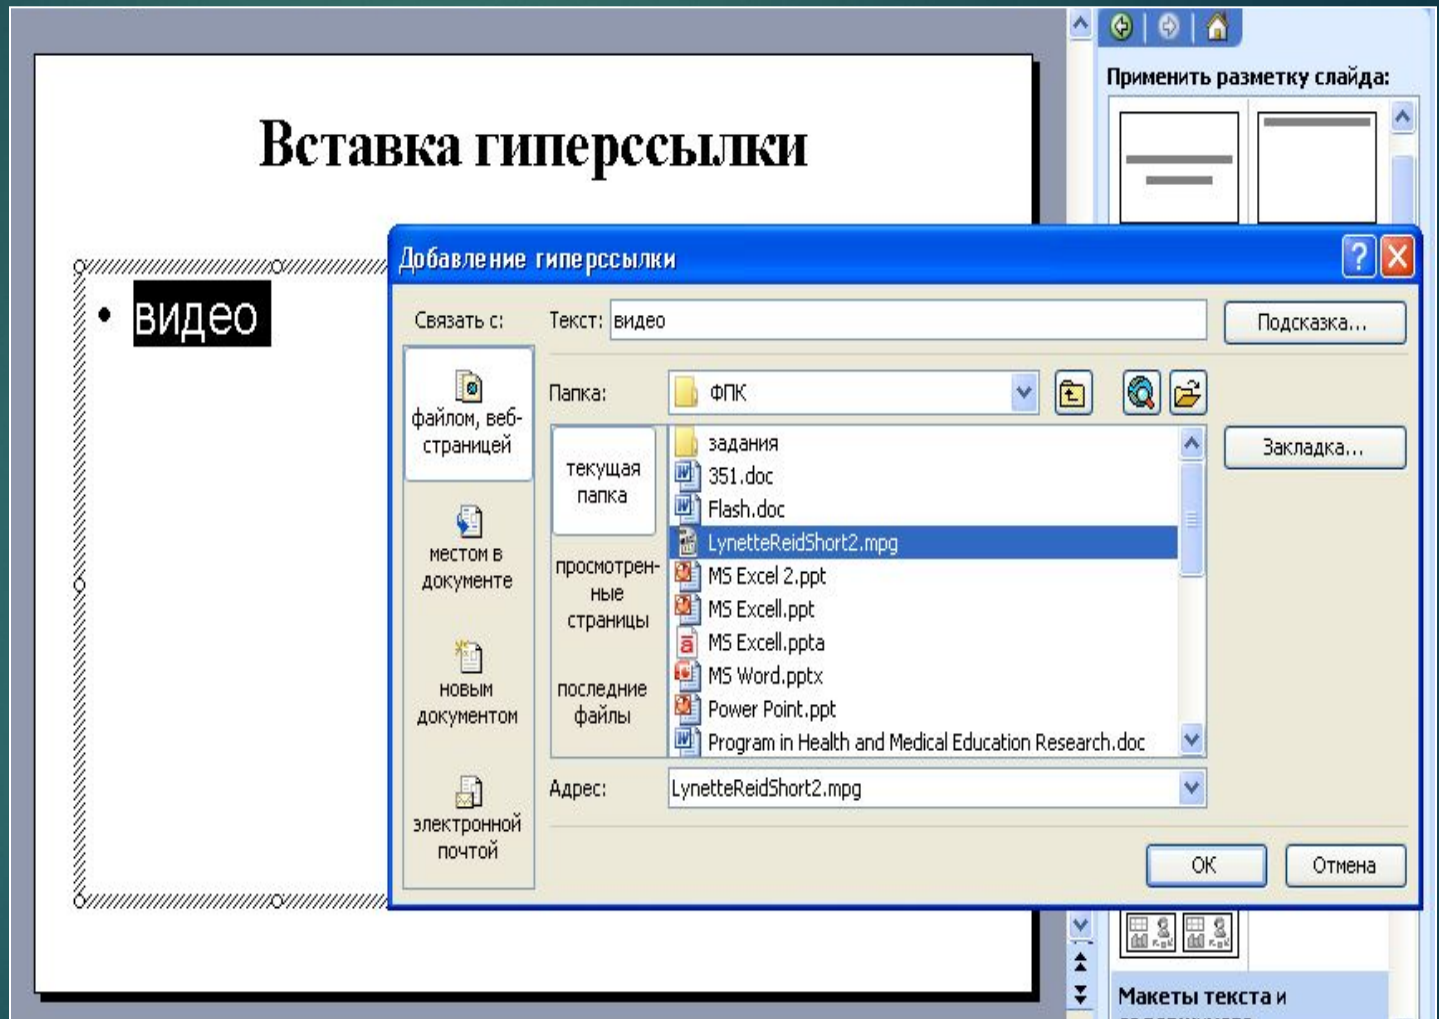 Применить разметку слайда:
Вставка гиперссылки
• видео
Добавление гиперссылки
Связать с:
Текст: видео
Подсказка...
файлом, веб-
страницей
местом в
документе
новым
документом
электронной
почтой
Папка: ФПК
текущая
папка
просмотрен-
ные
страницы
последние
файлы
задания
351.doc
Flash.doc
LynetteReidShort2.mpg
MS Excel 2.ppt
MS Excell.ppt
MS Excell.ppta
MS Word.pptx
Power Point.ppt
Program in Health and Medical Education Research.doc
Закладка...
Адрес: LynetteReidShort2.mpg
ОК
Отмена
Макеты текста и